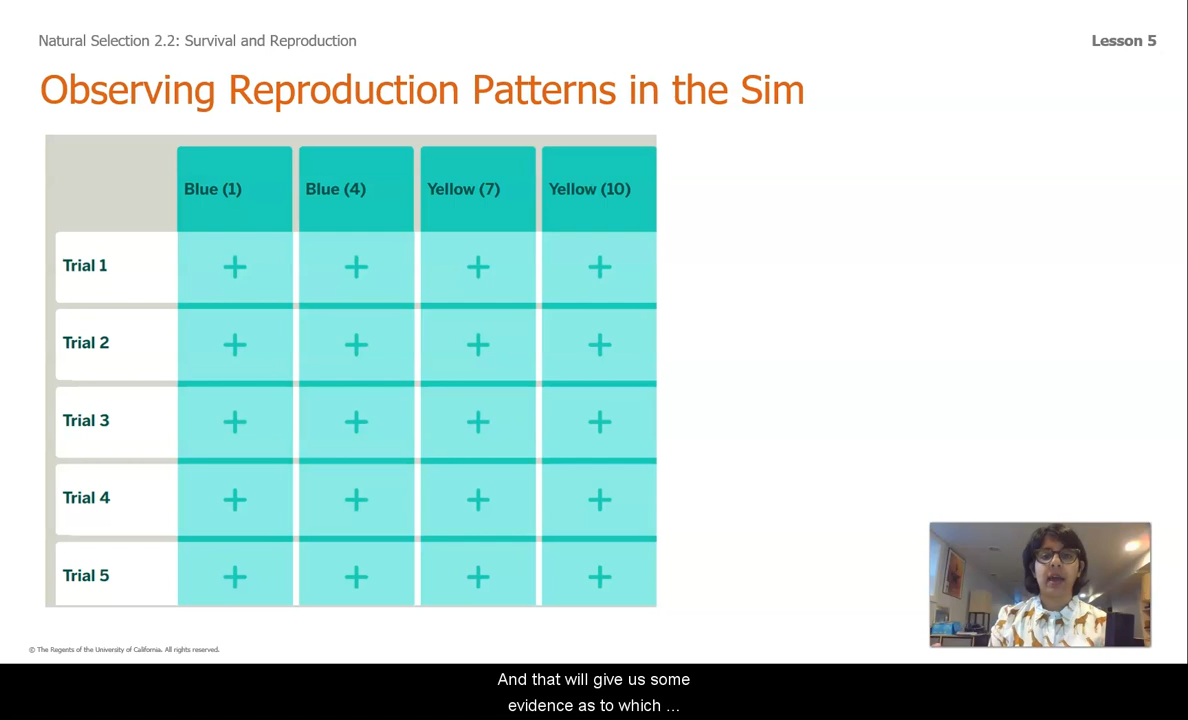 Natural Selection 2.2: Survival and Reproduction
Lesson 5
Observing Reproduction Patterns in the Sim
Blue (1)
Blue (4)
Yellow (7)
Yellow (10)
Trial 1
+ + + +
Trial 2
+ + + +
Trial 3
+ + + +
Trial 4
+ + + +
Trial 5
+ + + +
© The Regents of the University of California. All rights reserved.
And that will give us some
evidence as to which ...